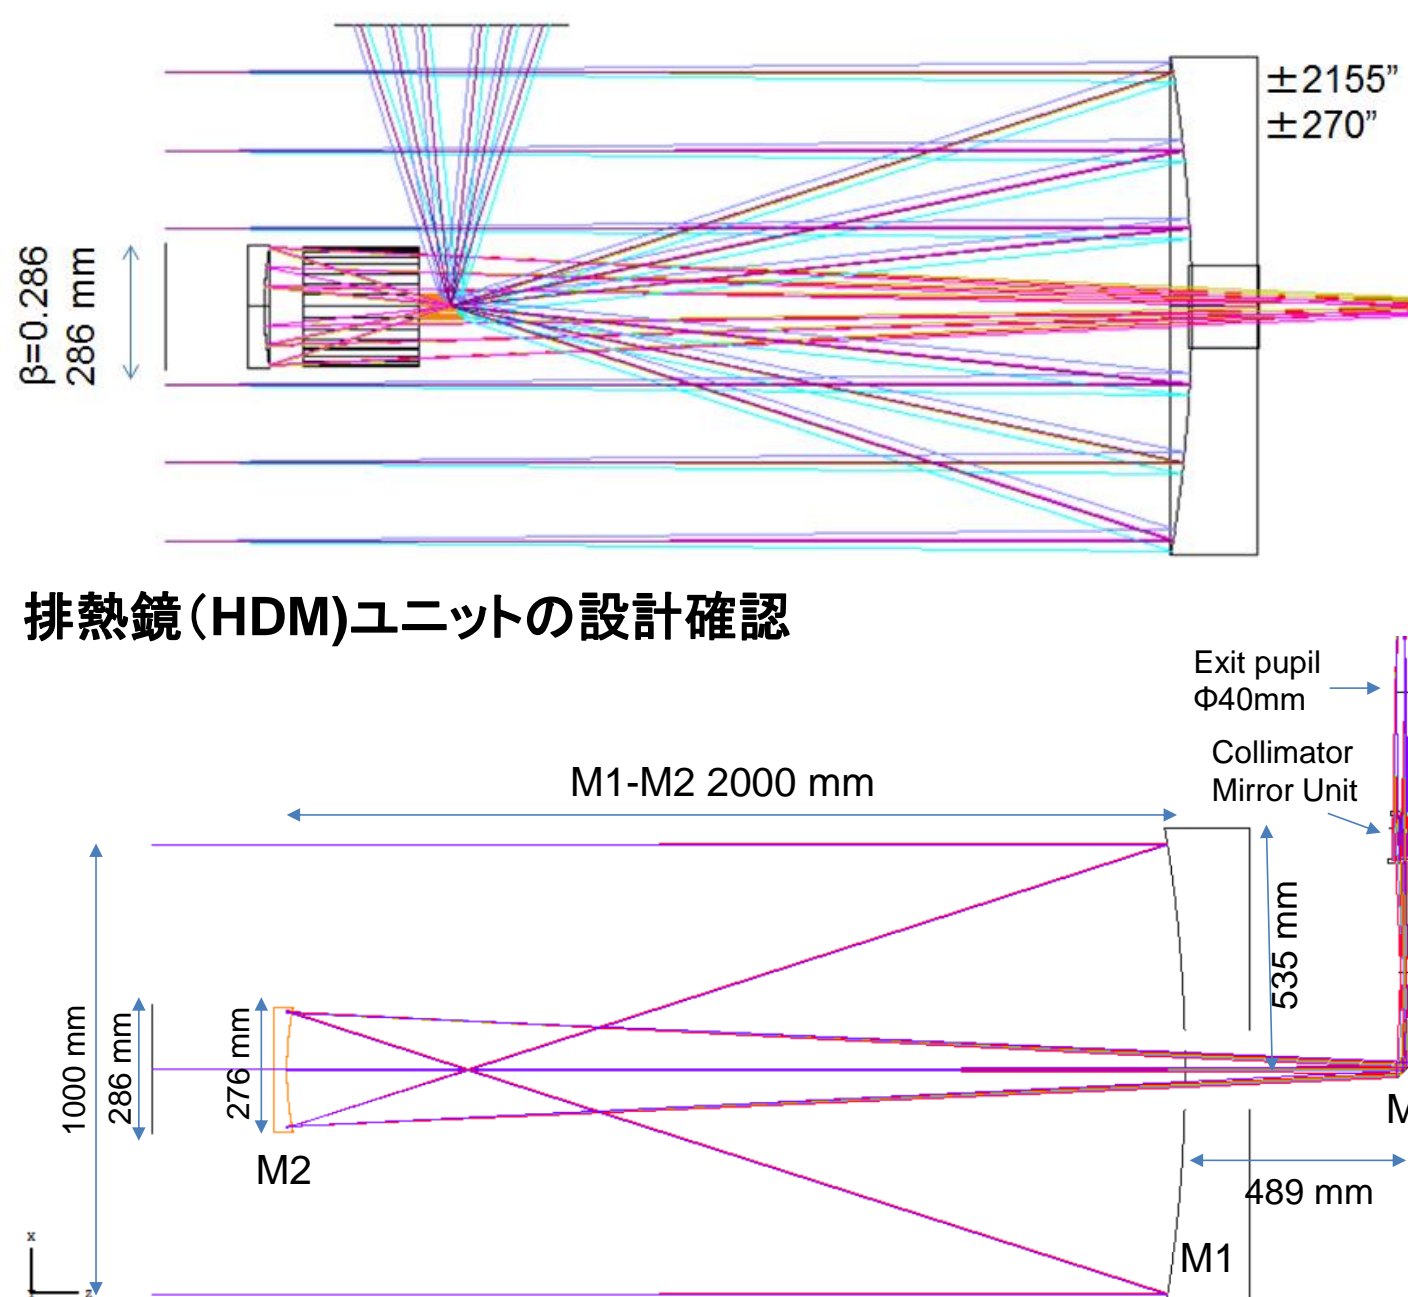 ±2155”
±270”
β=0.286
286 mm
排熱鏡(HDM)ユニットの設計確認
Exit pupil
Φ40mm
Collimator
Mirror Unit
M1-M2 2000 mm
535 mm
1000 mm
286 mm
276 mm
M2
M
489 mm
M1
x
z